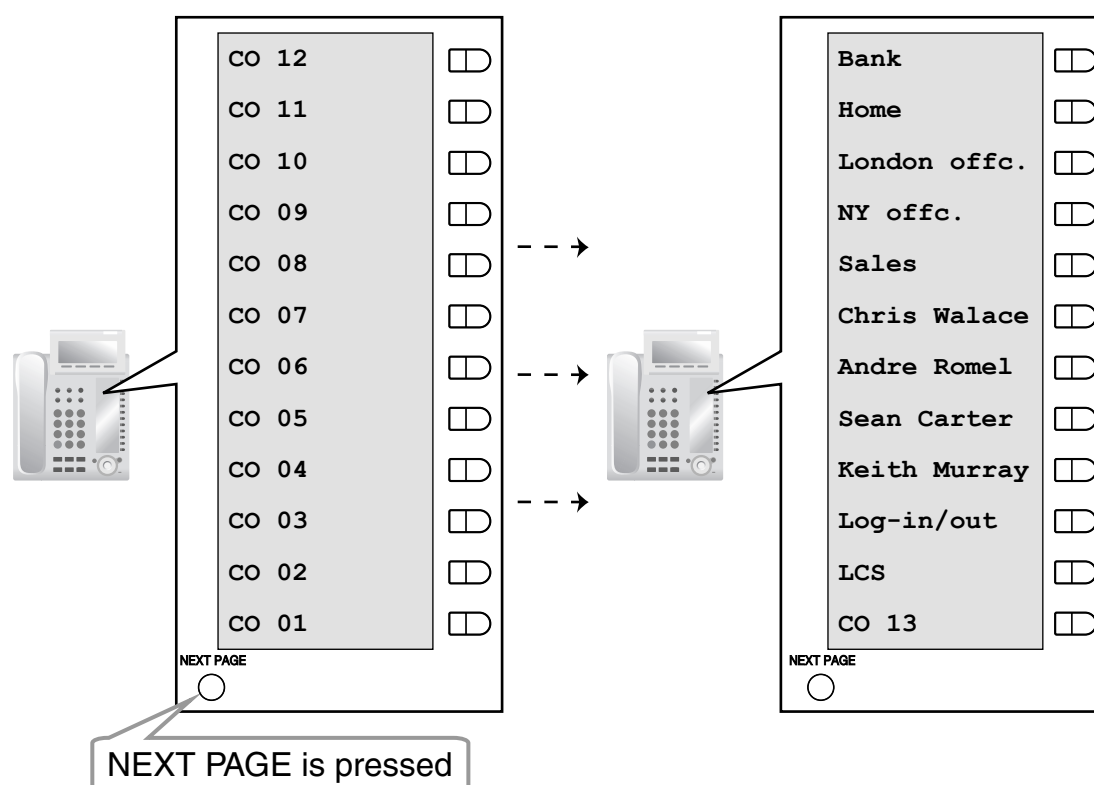 CO 12
CO 11
CO 10
CO 09
CO 08
CO 07
CO 06
CO 05
CO 04
CO 03
CO 02
CO 01
NEXT PAGE
NEXT PAGE is pressed
Bank
Home
London offc.
NY offc.
Sales
Chris Walace
Andre Romel
Sean Carter
Keith Murray
Log-in/out
LCS
CO 13
NEXT PAGE